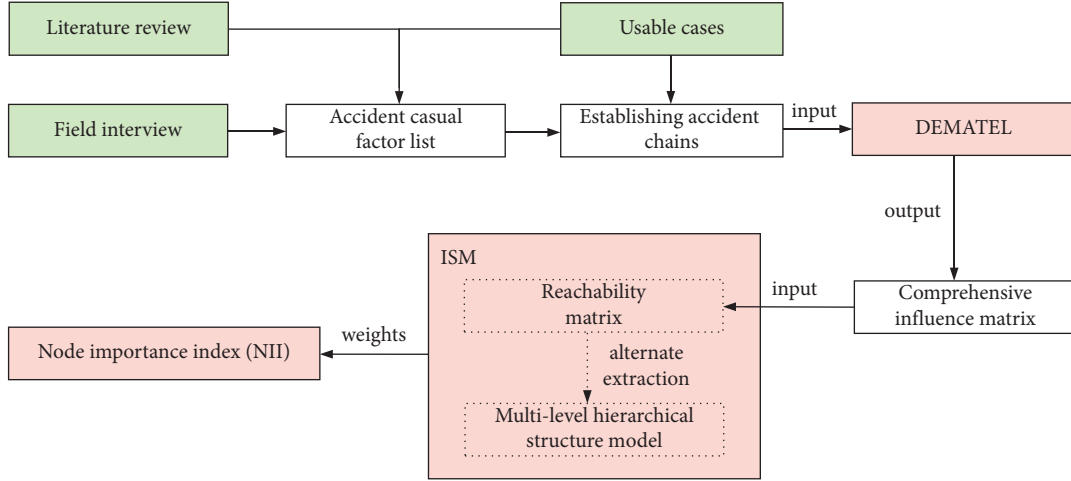 Literature review
Usable cases
Field interview
Accident casual
factor list
Establishing accident
chains
input
DEMATEL
output
ISM
Reachability
matrix
input
Comprehensive
influence matrix
Node importance index (NII)
weights
alternate
extraction
Multi-level hierarchical
structure model